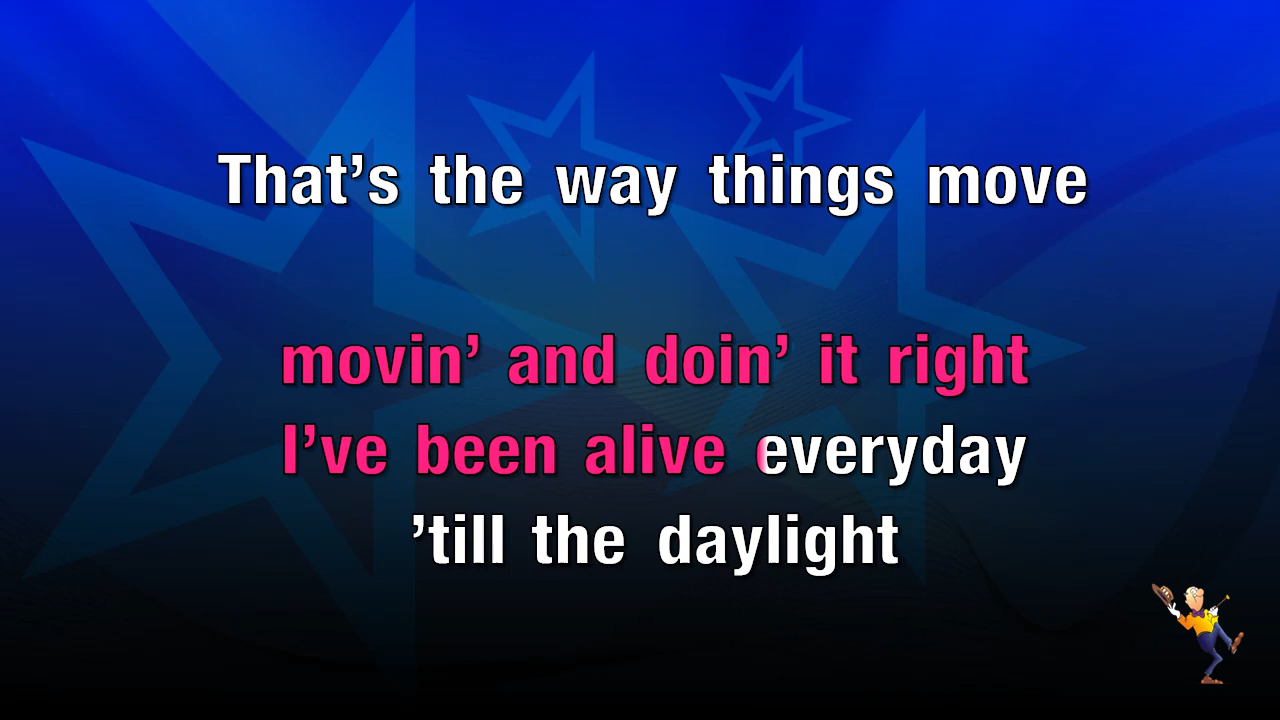 That’s the way things move
movin’ and doin’ it right
I’ve been alive everyday
’till the daylight